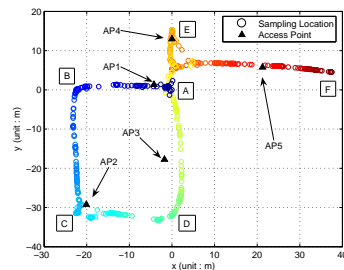 20
10
0
−10
−20
−30
−40
−30
−20
−10
0
10
20
30
40
y (unit : m)
x (unit : m)
Sampling Location
Access Point
AP4
E
AP1
B
A
F
AP5
AP3
AP2
C
D